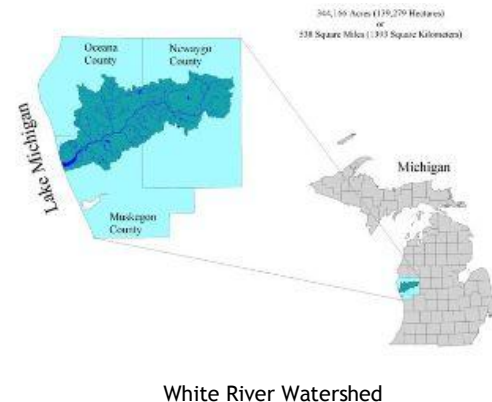 344,166 Acres (139,279 Hectares)
or
538 Square Miles (1393 Square Kilometers)
Oceana
County
Newaygo
County
Lake Michigan
Michigan
Muskegon
County
White River Watershed